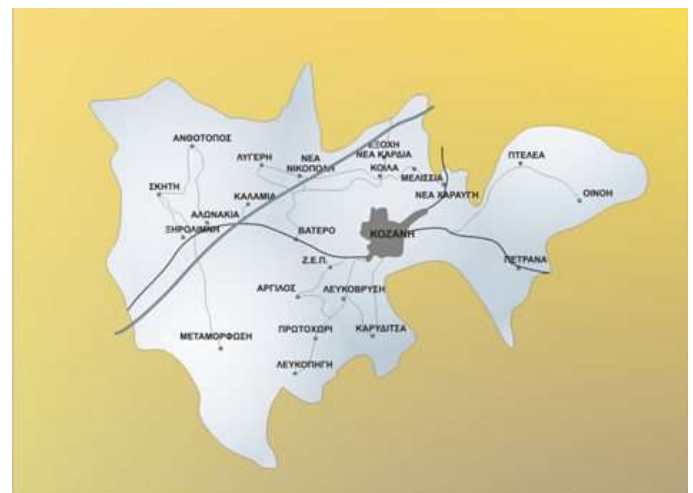 ΑΝΘΟΤΟΠΟΣ
ΛΥΓΕΡΗ
ΝΕΑ
ΝΙΚΟΠΟΛΗ
ΕΞΟΧΗ
ΝΕΑ ΚΑΡΔΙΑ
ΚΟΙΛΑ
ΜΕΛΙΣΣΙΑ
ΝΕΑ ΧΑΡΑΥΓΗ
ΠΤΕΛΕΑ
ΟΙΝΟΗ
ΣΚΗΤΗ
ΚΑΛΑΜΙΑ
ΑΛΩΝΑΚΙΑ
ΞΗΡΟΛΙΜΝΗ
ΒΑΤΕΡΟ
ΚΟΖΑΝΗ
Ζ.Ε.Π.
ΠΕΤΡΑΝΑ
ΑΡΓΙΛΟΣ
ΛΕΥΚΟΒΡΥΣΗ
ΜΕΤΑΜΟΡΦΩΣΗ
ΠΡΩΤΟΧΩΡΙ
ΚΑΡΥΔΙΤΣΑ
ΛΕΥΚΟΠΗΓΗ